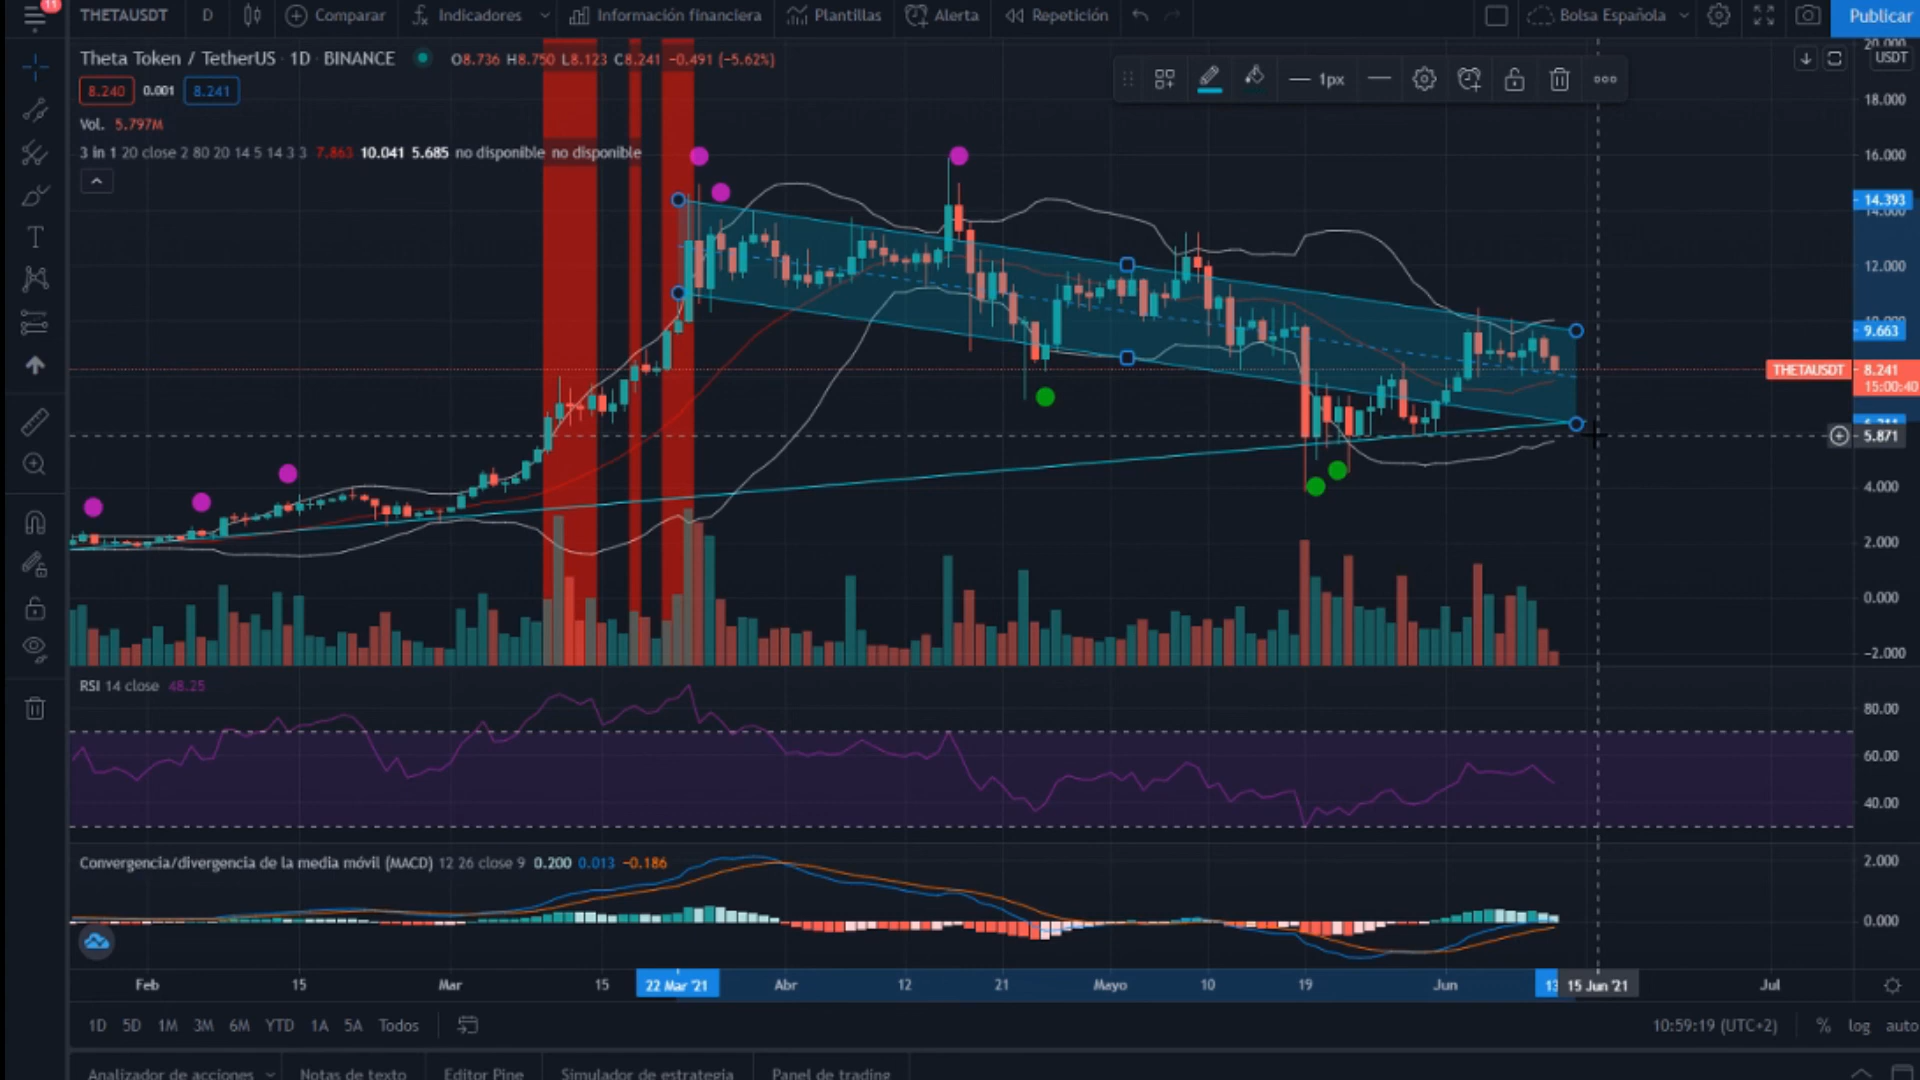 11
THETAUSDT D Comparar Indicadores Información financiera Plantillas Alerta Repetición Bolsa Española Publicar
Theta Token / TetherUS 1D BINANCE O8.736 H8.750 L8.123 C8.241 −0.491 (−5.62%)
8.240 0.001 8.241
Vol. 5.797M
3 in 1 20 close 2 80 20 14 5 14 3 3 7.863 10.041 5.685 no disponible no disponible
1px
20.000
USDT
18.000
16.000
14.393
14.000
12.000
10.000
9.663
THETAUSDT 8.241
15:00:40
5.871
4.000
2.000
0.000
−2.000
RSI 14 close 48.25
80.00
60.00
40.00
Convergencia/divergencia de la media móvil (MACD) 12 26 close 9 0.200 0.013 −0.186
2.000
0.000
Feb 15 Mar 15 22 Mar '21 Abr 12 21 Mayo 10 19 Jun 13 15 Jun '21 Jul
1D 5D 1M 3M 6M YTD 1A 5A Todos 10:59:19 (UTC+2) % log auto
Analizador de acciones Notas de texto Editor Pine Simulador de estrategia Panel de trading